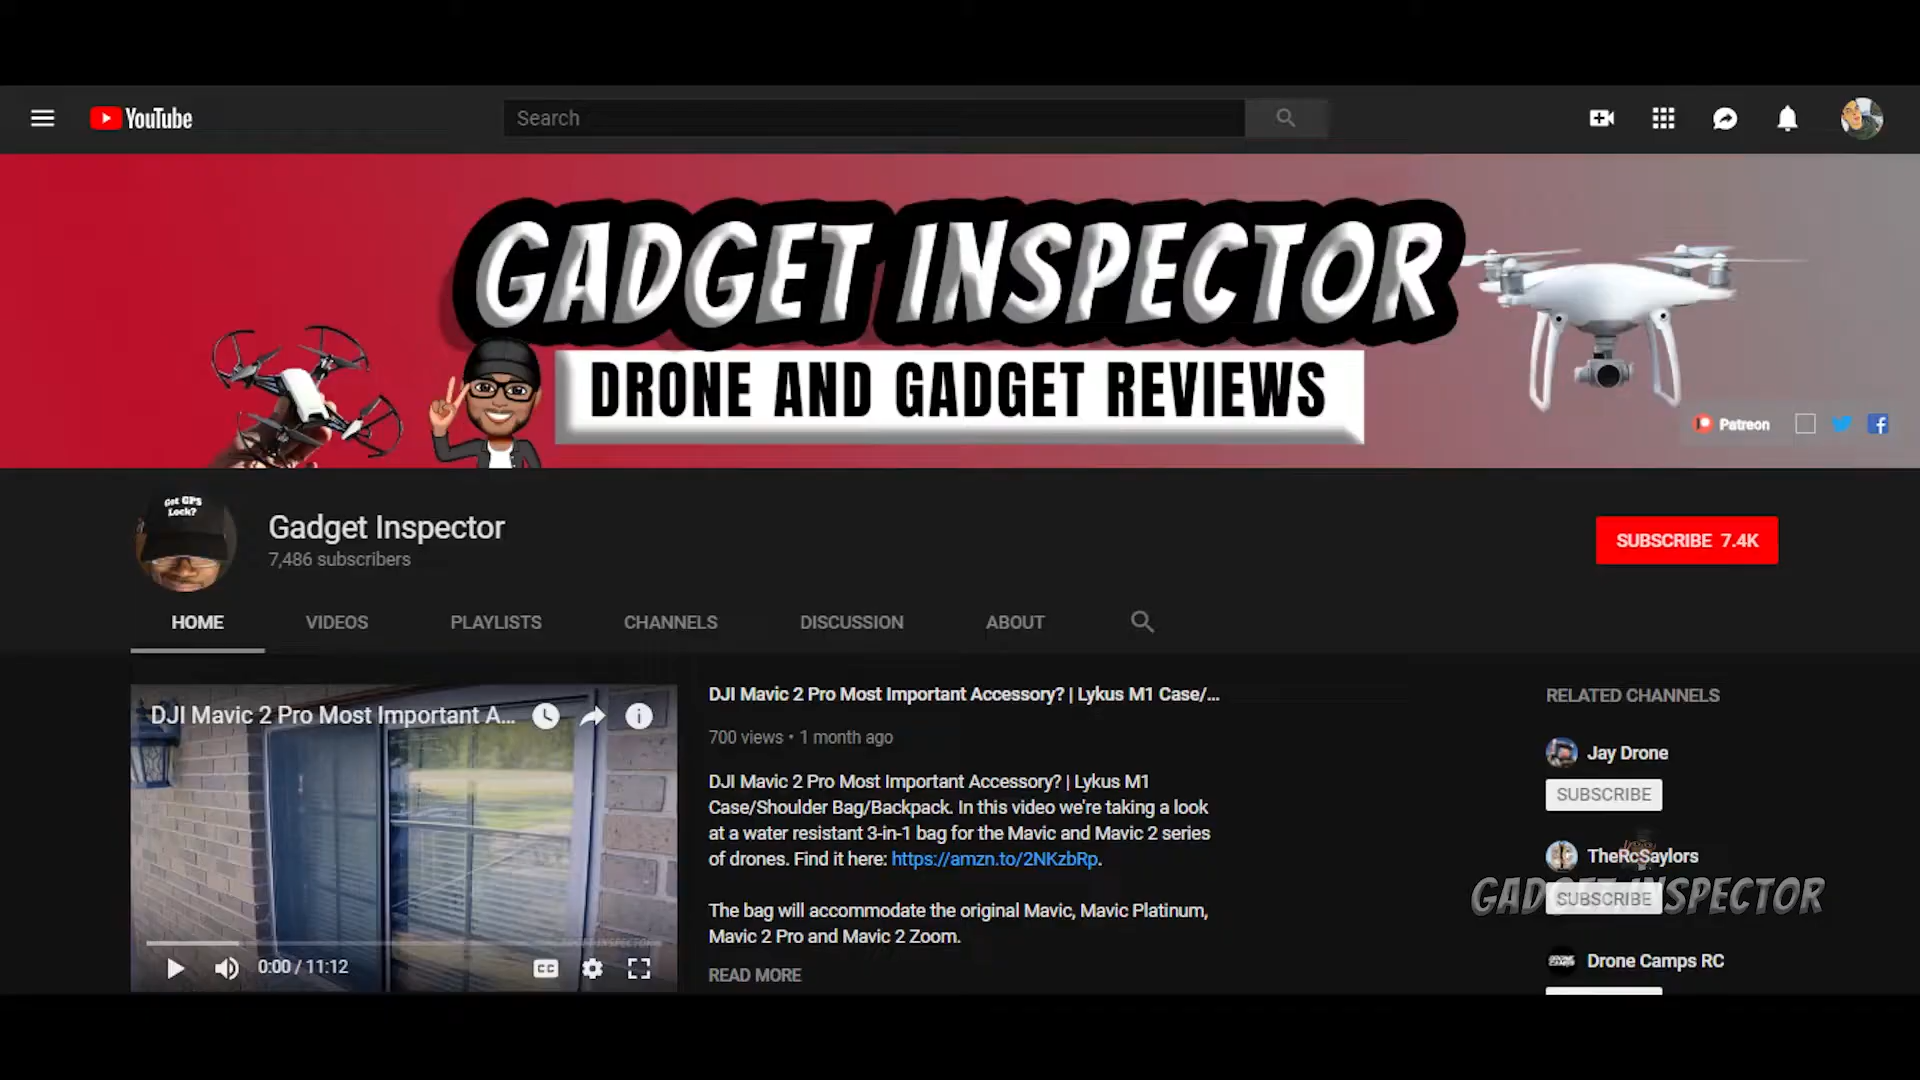 YouTube
Search
GADGET INSPECTOR
DRONE AND GADGET REVIEWS
Patreon
Got GPS
Lock?
Gadget Inspector
7,486 subscribers
SUBSCRIBE 7.4K
HOME
VIDEOS
PLAYLISTS
CHANNELS
DISCUSSION
ABOUT
DJI Mavic 2 Pro Most Important A...
0:00 / 11:12
CC
DJI Mavic 2 Pro Most Important Accessory? | Lykus M1 Case/...
700 views • 1 month ago
DJI Mavic 2 Pro Most Important Accessory? | Lykus M1
Case/Shoulder Bag/Backpack. In this video we're taking a look
at a water resistant 3-in-1 bag for the Mavic and Mavic 2 series
of drones. Find it here: https://amzn.to/2NKzbRp.
The bag will accommodate the original Mavic, Mavic Platinum,
Mavic 2 Pro and Mavic 2 Zoom.
READ MORE
RELATED CHANNELS
Jay Drone
SUBSCRIBE
TheRcSaylors
SUBSCRIBE
GADGET INSPECTOR
Drone Camps RC